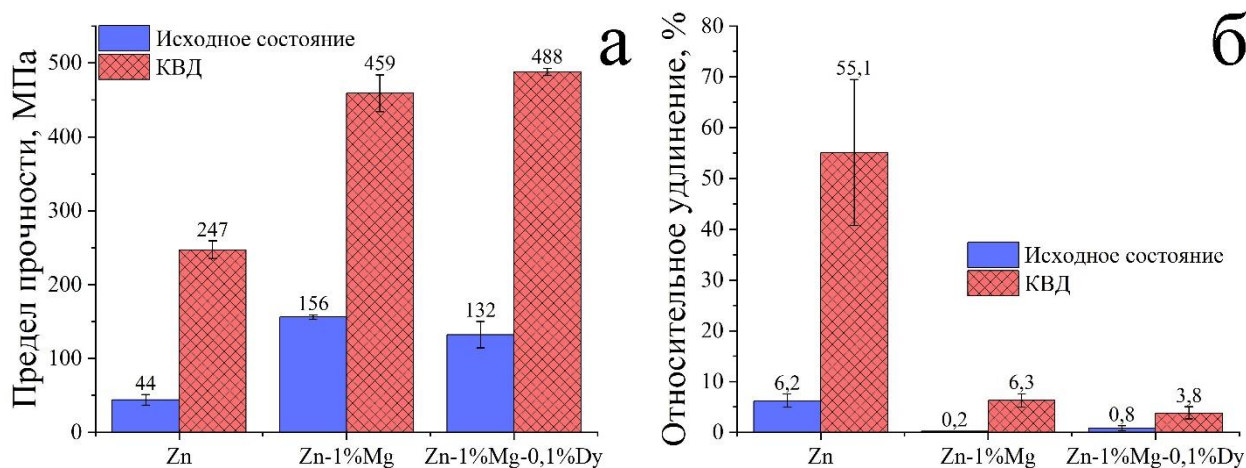 Предел прочности, МПа
Исходное состояние
КВД
а
500
400
300
200
100
0
44
247
156
459
132
488
Zn
Zn-1%Mg
Zn-1%Mg-0,1%Dy
Относительное удлинение, %
б
80
70
60
50
40
30
20
10
0
6,2
55,1
0,2
6,3
0,8
3,8
Исходное состояние
КВД
Zn
Zn-1%Mg
Zn-1%Mg-0,1%Dy